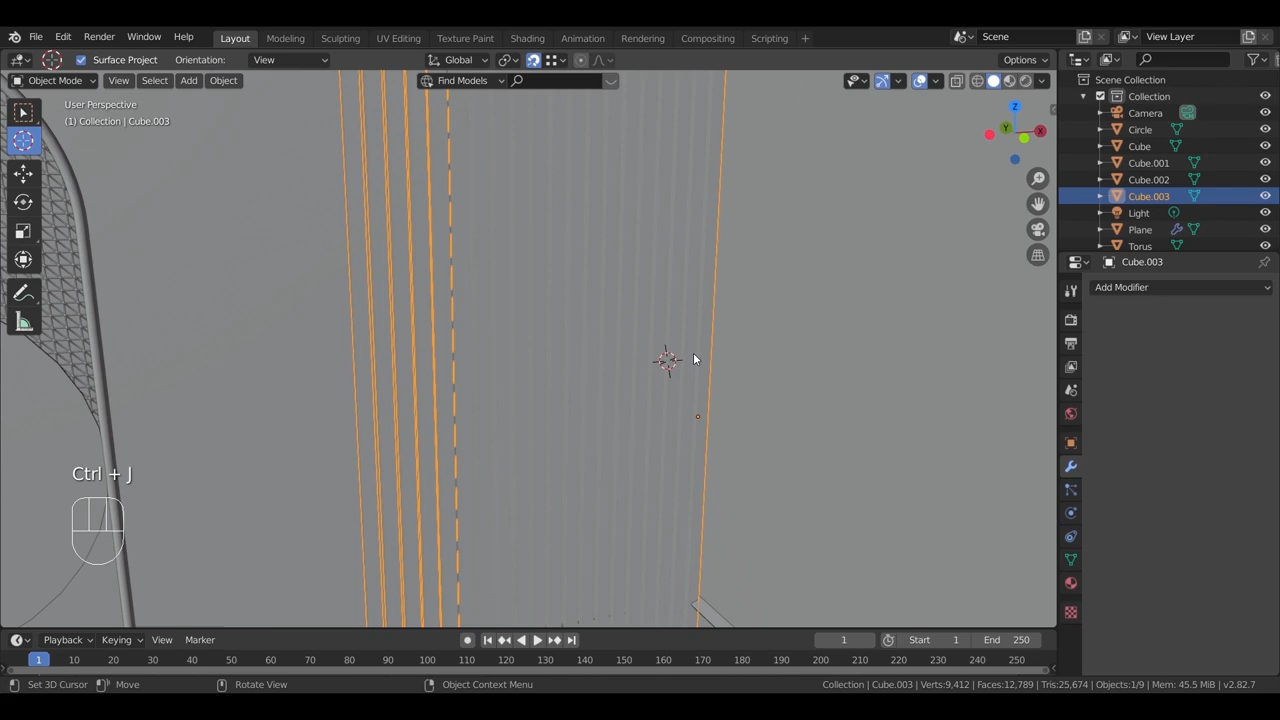 File Edit Render Window Help Layout Modeling Sculpting UV Editing Texture Paint Shading Animation Rendering Compositing Scripting + Scene View Layer
Surface Project Orientation: View Global Options
Object Mode View Select Add Object Find Models
User Perspective
(1) Collection | Cube.003
Z
Y
X
Scene Collection
Collection
Camera
Circle
Cube
Cube.001
Cube.002
Cube.003
Light
Plane
Torus
Cube.003
Add Modifier
Ctrl + J
Playback Keying View Marker 1 Start 1 End 250
1 10 20 30 40 50 60 70 80 90 100 110 120 130 140 150 160 170 180 190 200 210 220 230 240 250
Set 3D Cursor Move Rotate View Object Context Menu Collection | Cube.003 | Verts:9,412 | Faces:12,789 | Tris:25,674 | Objects:1/9 | Mem: 45.5 MiB | v2.82.7